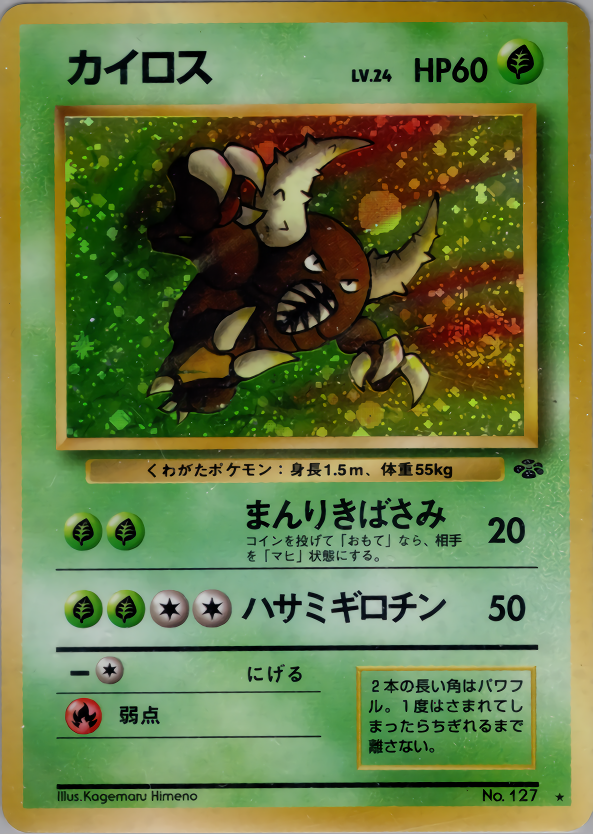 カイロス LV.24 HP60
くわがたポケモン：身長1.5m、体重55kg
まんりきばさみ 20
コインを投げて「おもて」なら、相手
を「マヒ」状態にする。
ハサミギロチン 50
− にげる
弱点
2本の長い角はパワフ
ル。1度はさまれてし
まったらちぎれるまで
離さない。
Illus.Kagemaru Himeno No. 127 ★